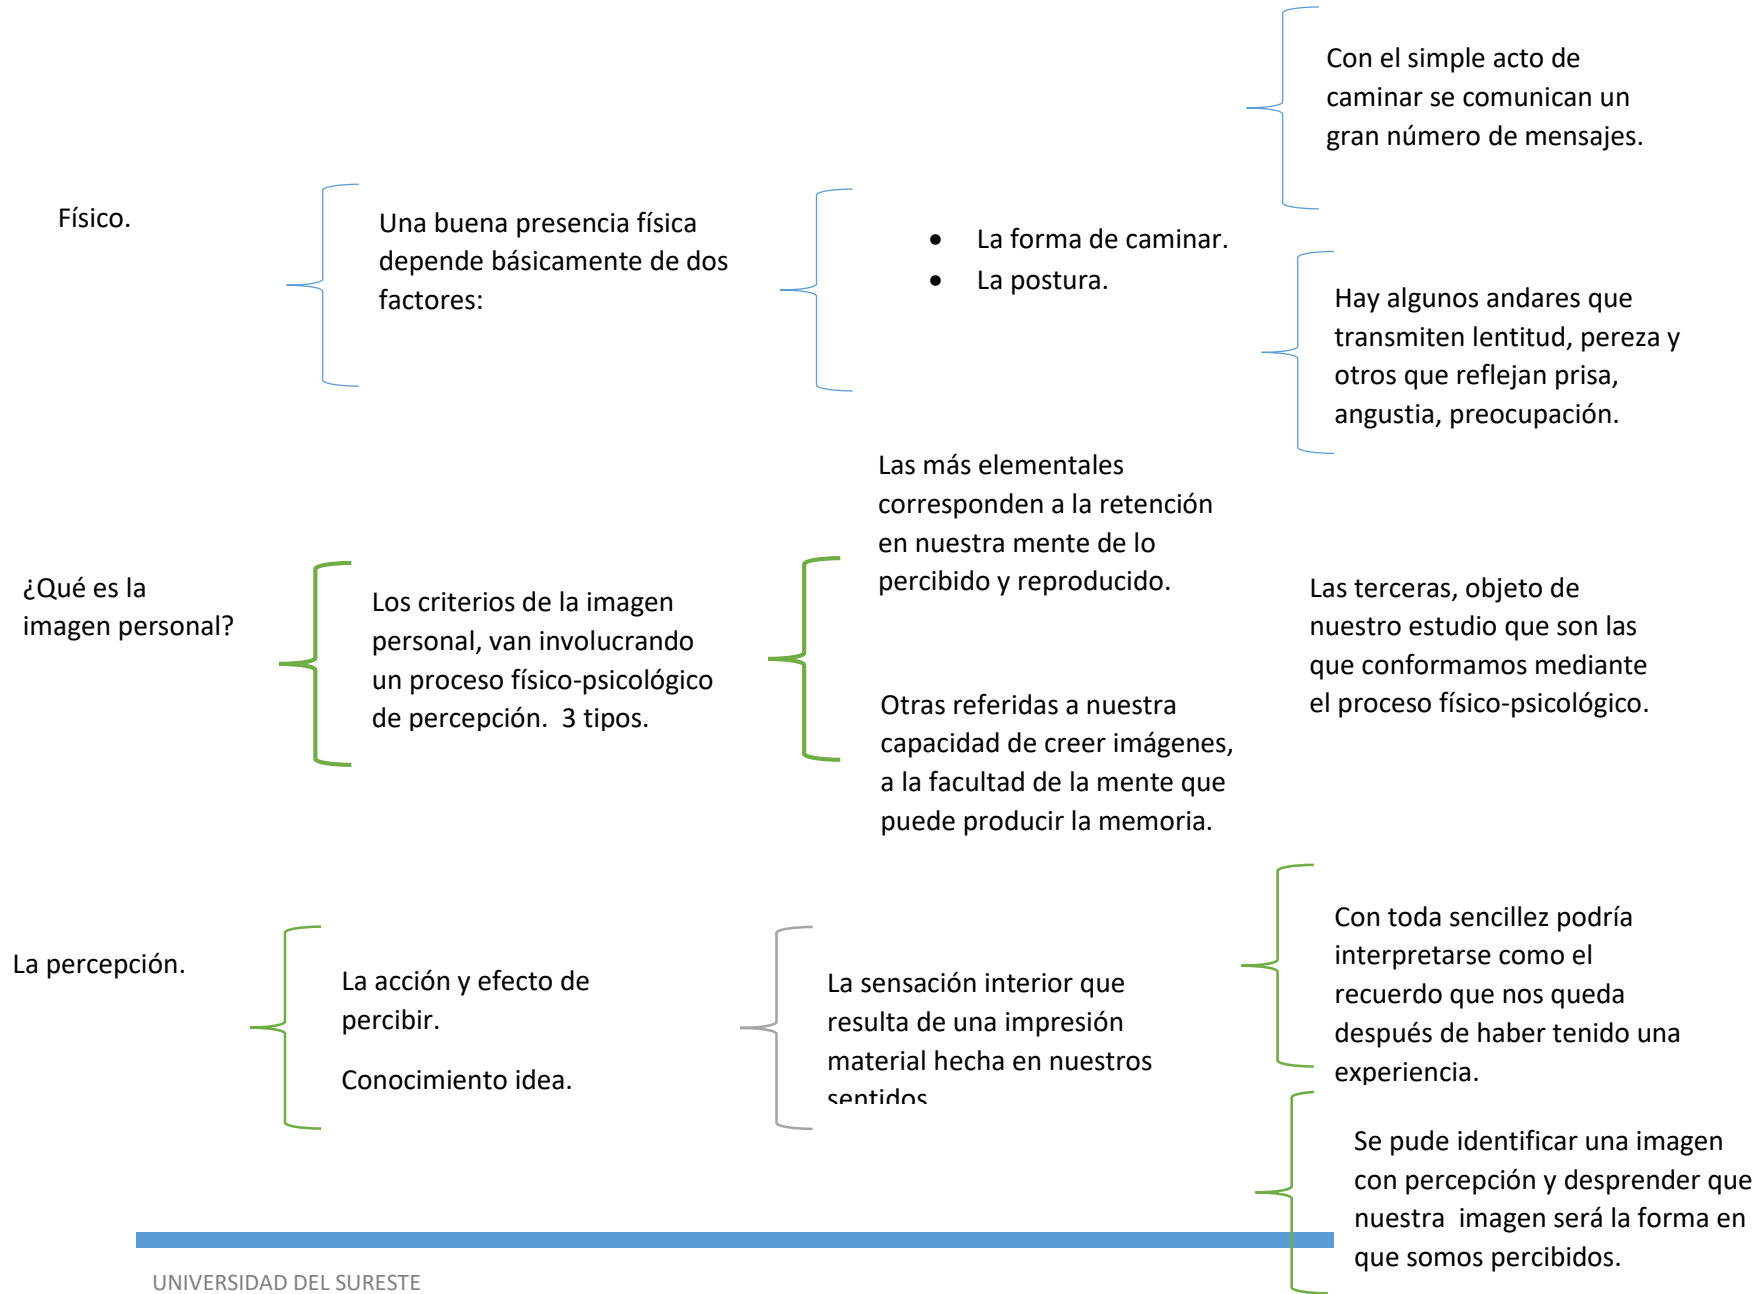 Con el simple acto de
caminar se comunican un
gran número de mensajes.
Físico.
Una buena presencia física
depende básicamente de dos
factores:
• La forma de caminar.
• La postura.
Hay algunos andares que
transmiten lentitud, pereza y
otros que reflejan prisa,
angustia, preocupación.
¿Qué es la
imagen personal?
Los criterios de la imagen
personal, van involucrando
un proceso físico-psicológico
de percepción.  3 tipos.
Las más elementales
corresponden a la retención
en nuestra mente de lo
percibido y reproducido.
Otras referidas a nuestra
capacidad de creer imágenes,
a la facultad de la mente que
puede producir la memoria.
Las terceras, objeto de
nuestro estudio que son las
que conformamos mediante
el proceso físico-psicológico.
La percepción.
La acción y efecto de
percibir.
Conocimiento idea.
La sensación interior que
resulta de una impresión
material hecha en nuestros
sentidos
Con toda sencillez podría
interpretarse como el
recuerdo que nos queda
después de haber tenido una
experiencia.
Se pude identificar una imagen
con percepción y desprender que
nuestra  imagen será la forma en
que somos percibidos.
UNIVERSIDAD DEL SURESTE